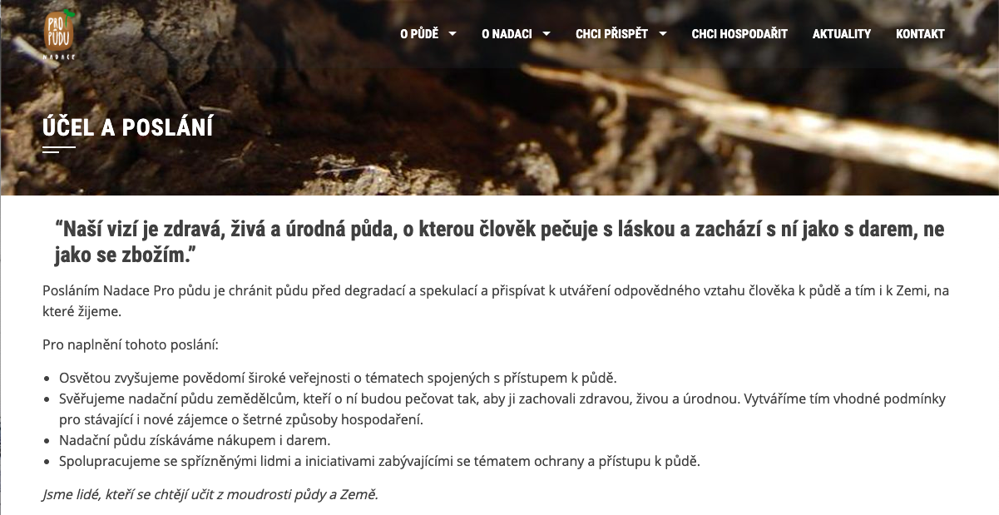 PRO
PŮDU
NADACE
O PŮDĚ
O NADACI
CHCI PŘISPĚT
CHCI HOSPODAŘIT
AKTUALITY
KONTAKT
ÚČEL A POSLÁNÍ
“Naší vizí je zdravá, živá a úrodná půda, o kterou člověk pečuje s láskou a zachází s ní jako s darem, ne
jako se zbožím.”
Posláním Nadace Pro půdu je chránit půdu před degradací a spekulací a přispívat k utváření odpovědného vztahu člověka k půdě a tím i k Zemi, na
které žijeme.
Pro naplnění tohoto poslání:
• Osvětou zvyšujeme povědomí široké veřejnosti o tématech spojených s přístupem k půdě.
• Svěřujeme nadační půdu zemědělcům, kteří o ní budou pečovat tak, aby ji zachovali zdravou, živou a úrodnou. Vytváříme tím vhodné podmínky
pro stávající i nové zájemce o šetrné způsoby hospodaření.
• Nadační půdu získáváme nákupem i darem.
• Spolupracujeme se spřízněnými lidmi a iniciativami zabývajícími se tématem ochrany a přístupu k půdě.
Jsme lidé, kteří se chtějí učit z moudrosti půdy a Země.